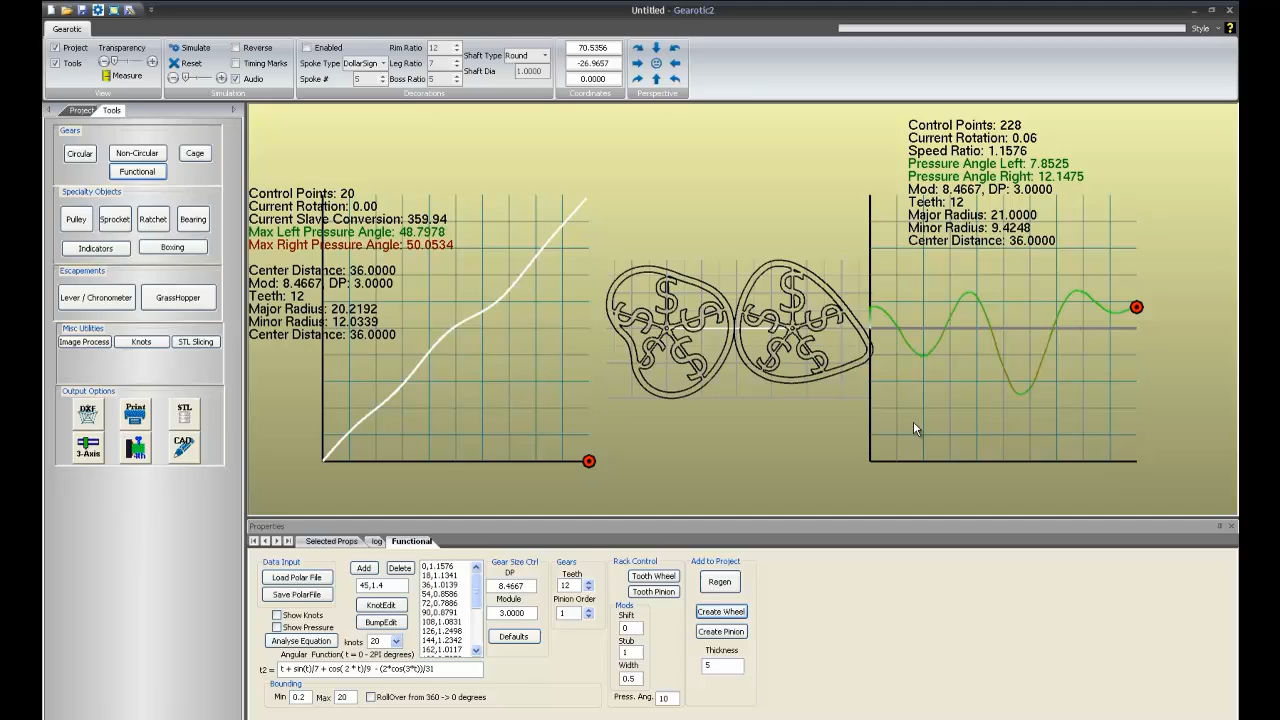 Untitled - Gearotic2
Gearotic
Style
Project
Transparency
Tools
Measure
View
Simulate
Reverse
Reset
Timing Marks
Audio
Simulation
Enabled
Rim Ratio 12
Spoke Type DollarSign
Leg Ratio 7
Spoke # 5
Boss Ratio 5
Shaft Type Round
Shaft Dia 1.0000
Decorations
70.5356
-26.9657
0.0000
Coordinates
Perspective
Project Tools
Gears
Circular
Non-Circular
Cage
Functional
Specialty Objects
Pulley
Sprocket
Ratchet
Bearing
Indicators
Boxing
Escapements
Lever / Chronometer
GrassHopper
Misc Utilities
Image Process
Knots
STL Slicing
Output Options
DXF
Print
STL
3-Axis
4th
CAD
Control Points: 20
Current Rotation: 0.00
Current Slave Conversion: 359.94
Max Left Pressure Angle: 48.7978
Max Right Pressure Angle: 50.0534
Center Distance: 36.0000
Mod: 8.4667, DP: 3.0000
Teeth: 12
Major Radius: 20.2192
Minor Radius: 12.0339
Center Distance: 36.0000
Control Points: 228
Current Rotation: 0.06
Speed Ratio: 1.1576
Pressure Angle Left: 7.8525
Pressure Angle Right: 12.1475
Mod: 8.4667, DP: 3.0000
Teeth: 12
Major Radius: 21.0000
Minor Radius: 9.4248
Center Distance: 36.0000
Properties
Selected Props log Functional
Data Input
Load Polar File
Save PolarFile
Show Knots
Show Pressure
Analyse Equation
Add
Delete
45,1.4
KnotEdit
BumpEdit
knots 20
0,1.1576
18,1.1341
36,1.0139
54,0.8586
72,0.7886
90,0.8791
108,1.0831
126,1.2498
144,1.2342
162,1.0117
Angular Function( t = 0 - 2PI degrees)
t2 = t + sin(t)/7 + cos( 2 * t)/9 - (2*cos(3*t))/31
Bounding
Min 0.2 Max 20
RollOver from 360 -> 0 degrees
Gear Size Ctrl
DP
8.4667
Module
3.0000
Defaults
Gears
Teeth
12
Pinion Order
1
Rack Control
Tooth Wheel
Tooth Pinion
Mods
Shift
0
Stub
1
Width
0.5
Press. Ang. 10
Add to Project
Regen
Create Wheel
Create Pinion
Thickness
5